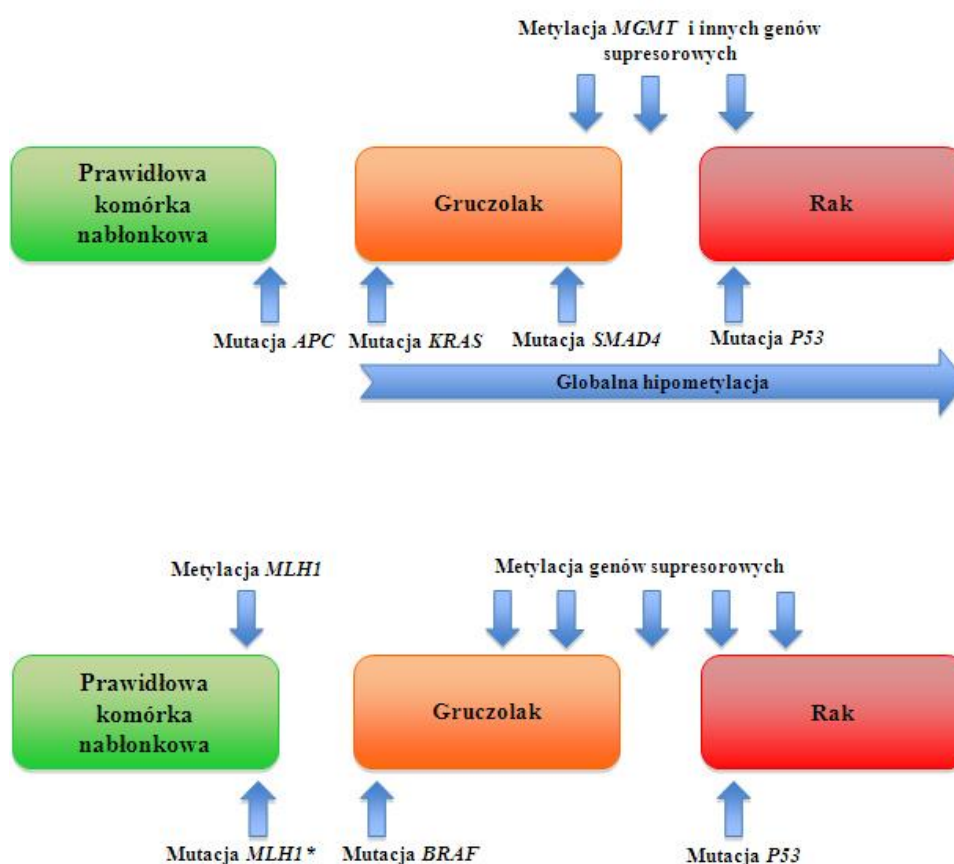 Metylacja MGMT i innych genów
supresorowych
Prawidłowa
komórka
nabłonkowa
Gruczolak
Rak
Mutacja APC
Mutacja KRAS
Mutacja SMAD4
Mutacja P53
Globalna hipometylacja
Metylacja MLH1
Metylacja genów supresorowych
Prawidłowa
komórka
nabłonkowa
Gruczolak
Rak
Mutacja MLH1*
Mutacja BRAF
Mutacja P53